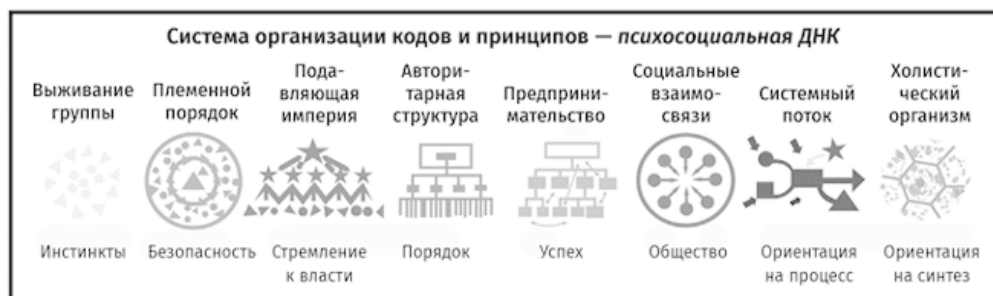 Система организации кодов и принципов — психосоциальная ДНК
Выживание
группы
Племенной
порядок
Пода-
вляющая
империя
Автори-
тарная
структура
Предприни-
мательство
Социальные
взаимо-
связи
Системный
поток
Холисти-
ческий
организм
Инстинкты
Безопасность
Стремление
к власти
Порядок
Успех
Общество
Ориентация
на процесс
Ориентация
на синтез